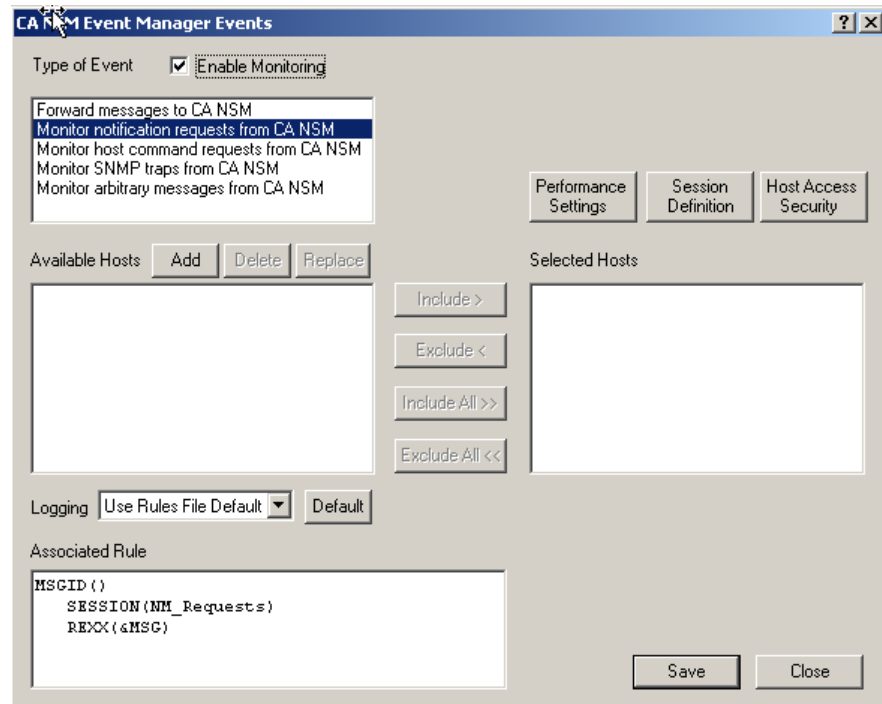 CA NSM Event Manager Events
Type of Event
Enable Monitoring
Forward messages to CA NSM
Monitor notification requests from CA NSM
Monitor host command requests from CA NSM
Monitor SNMP traps from CA NSM
Monitor arbitrary messages from CA NSM
Performance Settings
Session Definition
Host Access Security
Available Hosts
Add
Delete
Replace
Selected Hosts
Include >
Exclude <
Include All >>
Exclude All <<
Logging
Use Rules File Default
Default
Associated Rule
MSGID()
SESSION(NM_Requests)
REXX(&MSG)
Save
Close